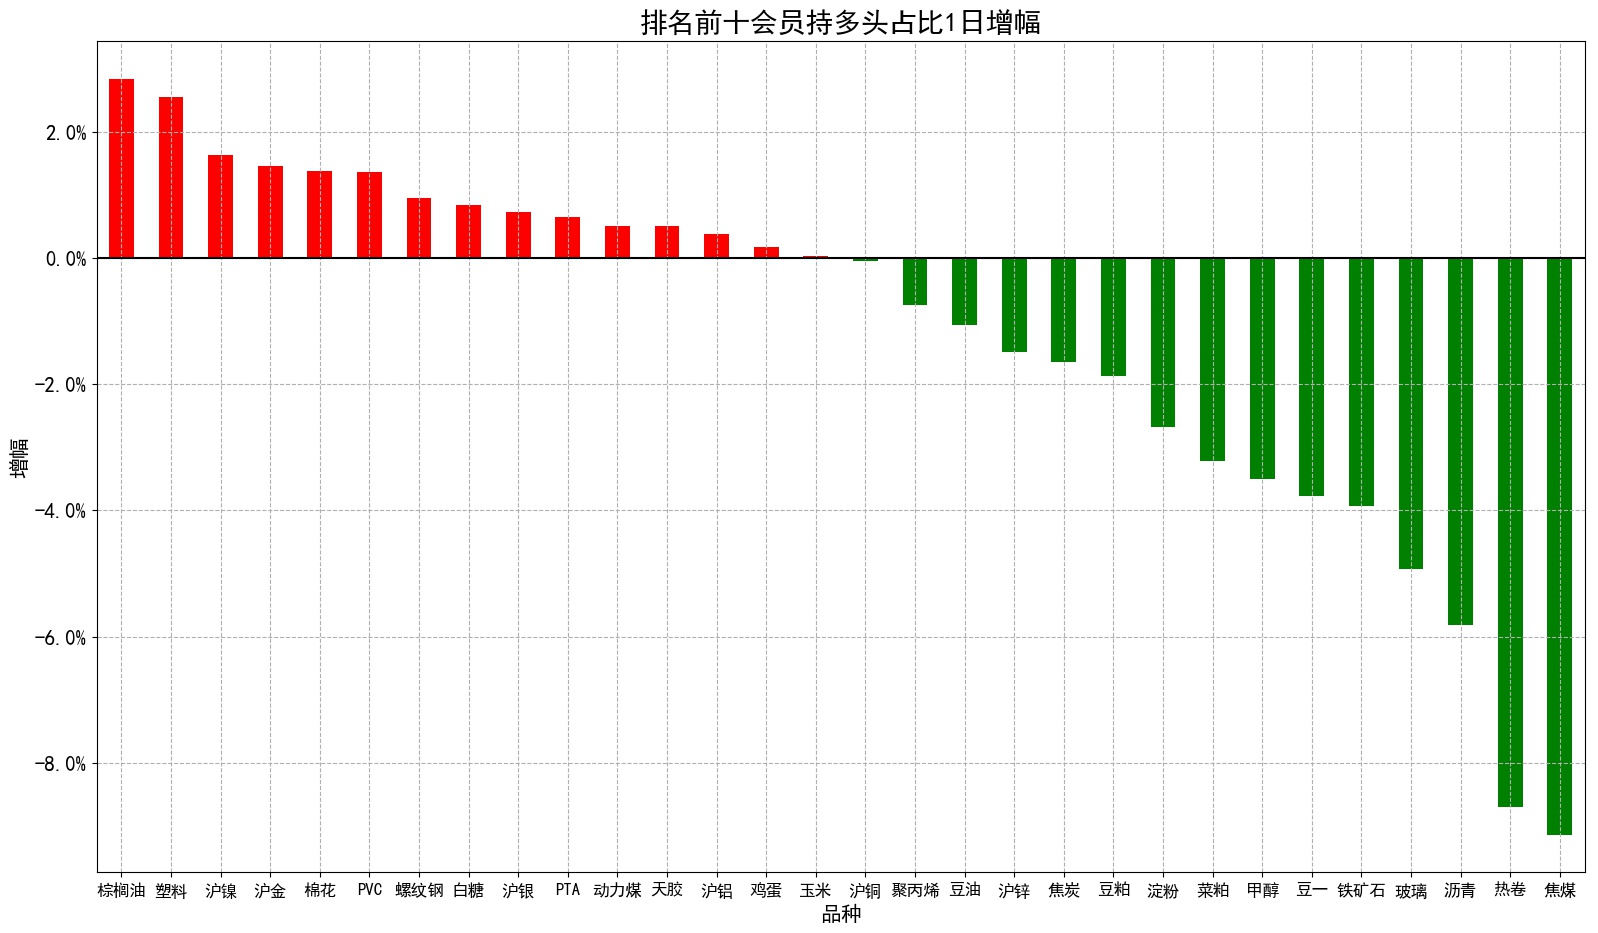 排名前十会员持多头占比1日增幅
2.0%
0.0%
-2.0%
-4.0%
-6.0%
-8.0%
增幅
棕榈油 塑料 沪镍 沪金 棉花 PVC 螺纹钢 白糖 沪银 PTA 动力煤 天胶 沪铝 鸡蛋 玉米 沪铜 聚丙烯 豆油 沪锌 焦炭 豆粕 淀粉 菜粕 甲醇 豆一 铁矿石 玻璃 沥青 热卷 焦煤
品种